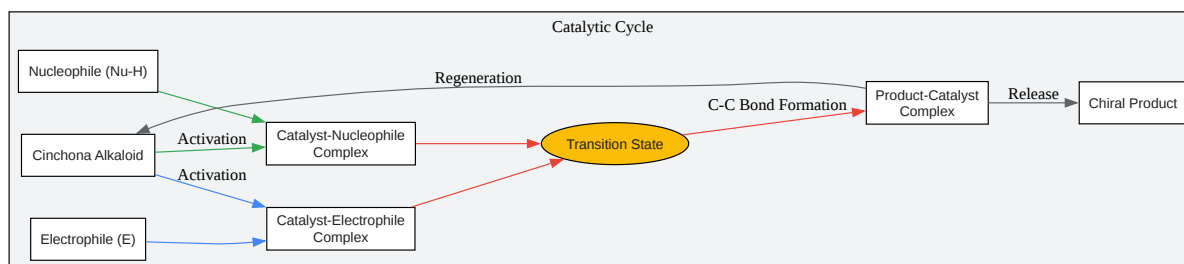 Catalytic Cycle
Nucleophile (Nu-H)
Regeneration
Product-Catalyst
Complex
Release
Chiral Product
C-C Bond Formation
Cinchona Alkaloid
Activation
Catalyst-Nucleophile
Complex
Transition State
Activation
Catalyst-Electrophile
Complex
Electrophile (E)